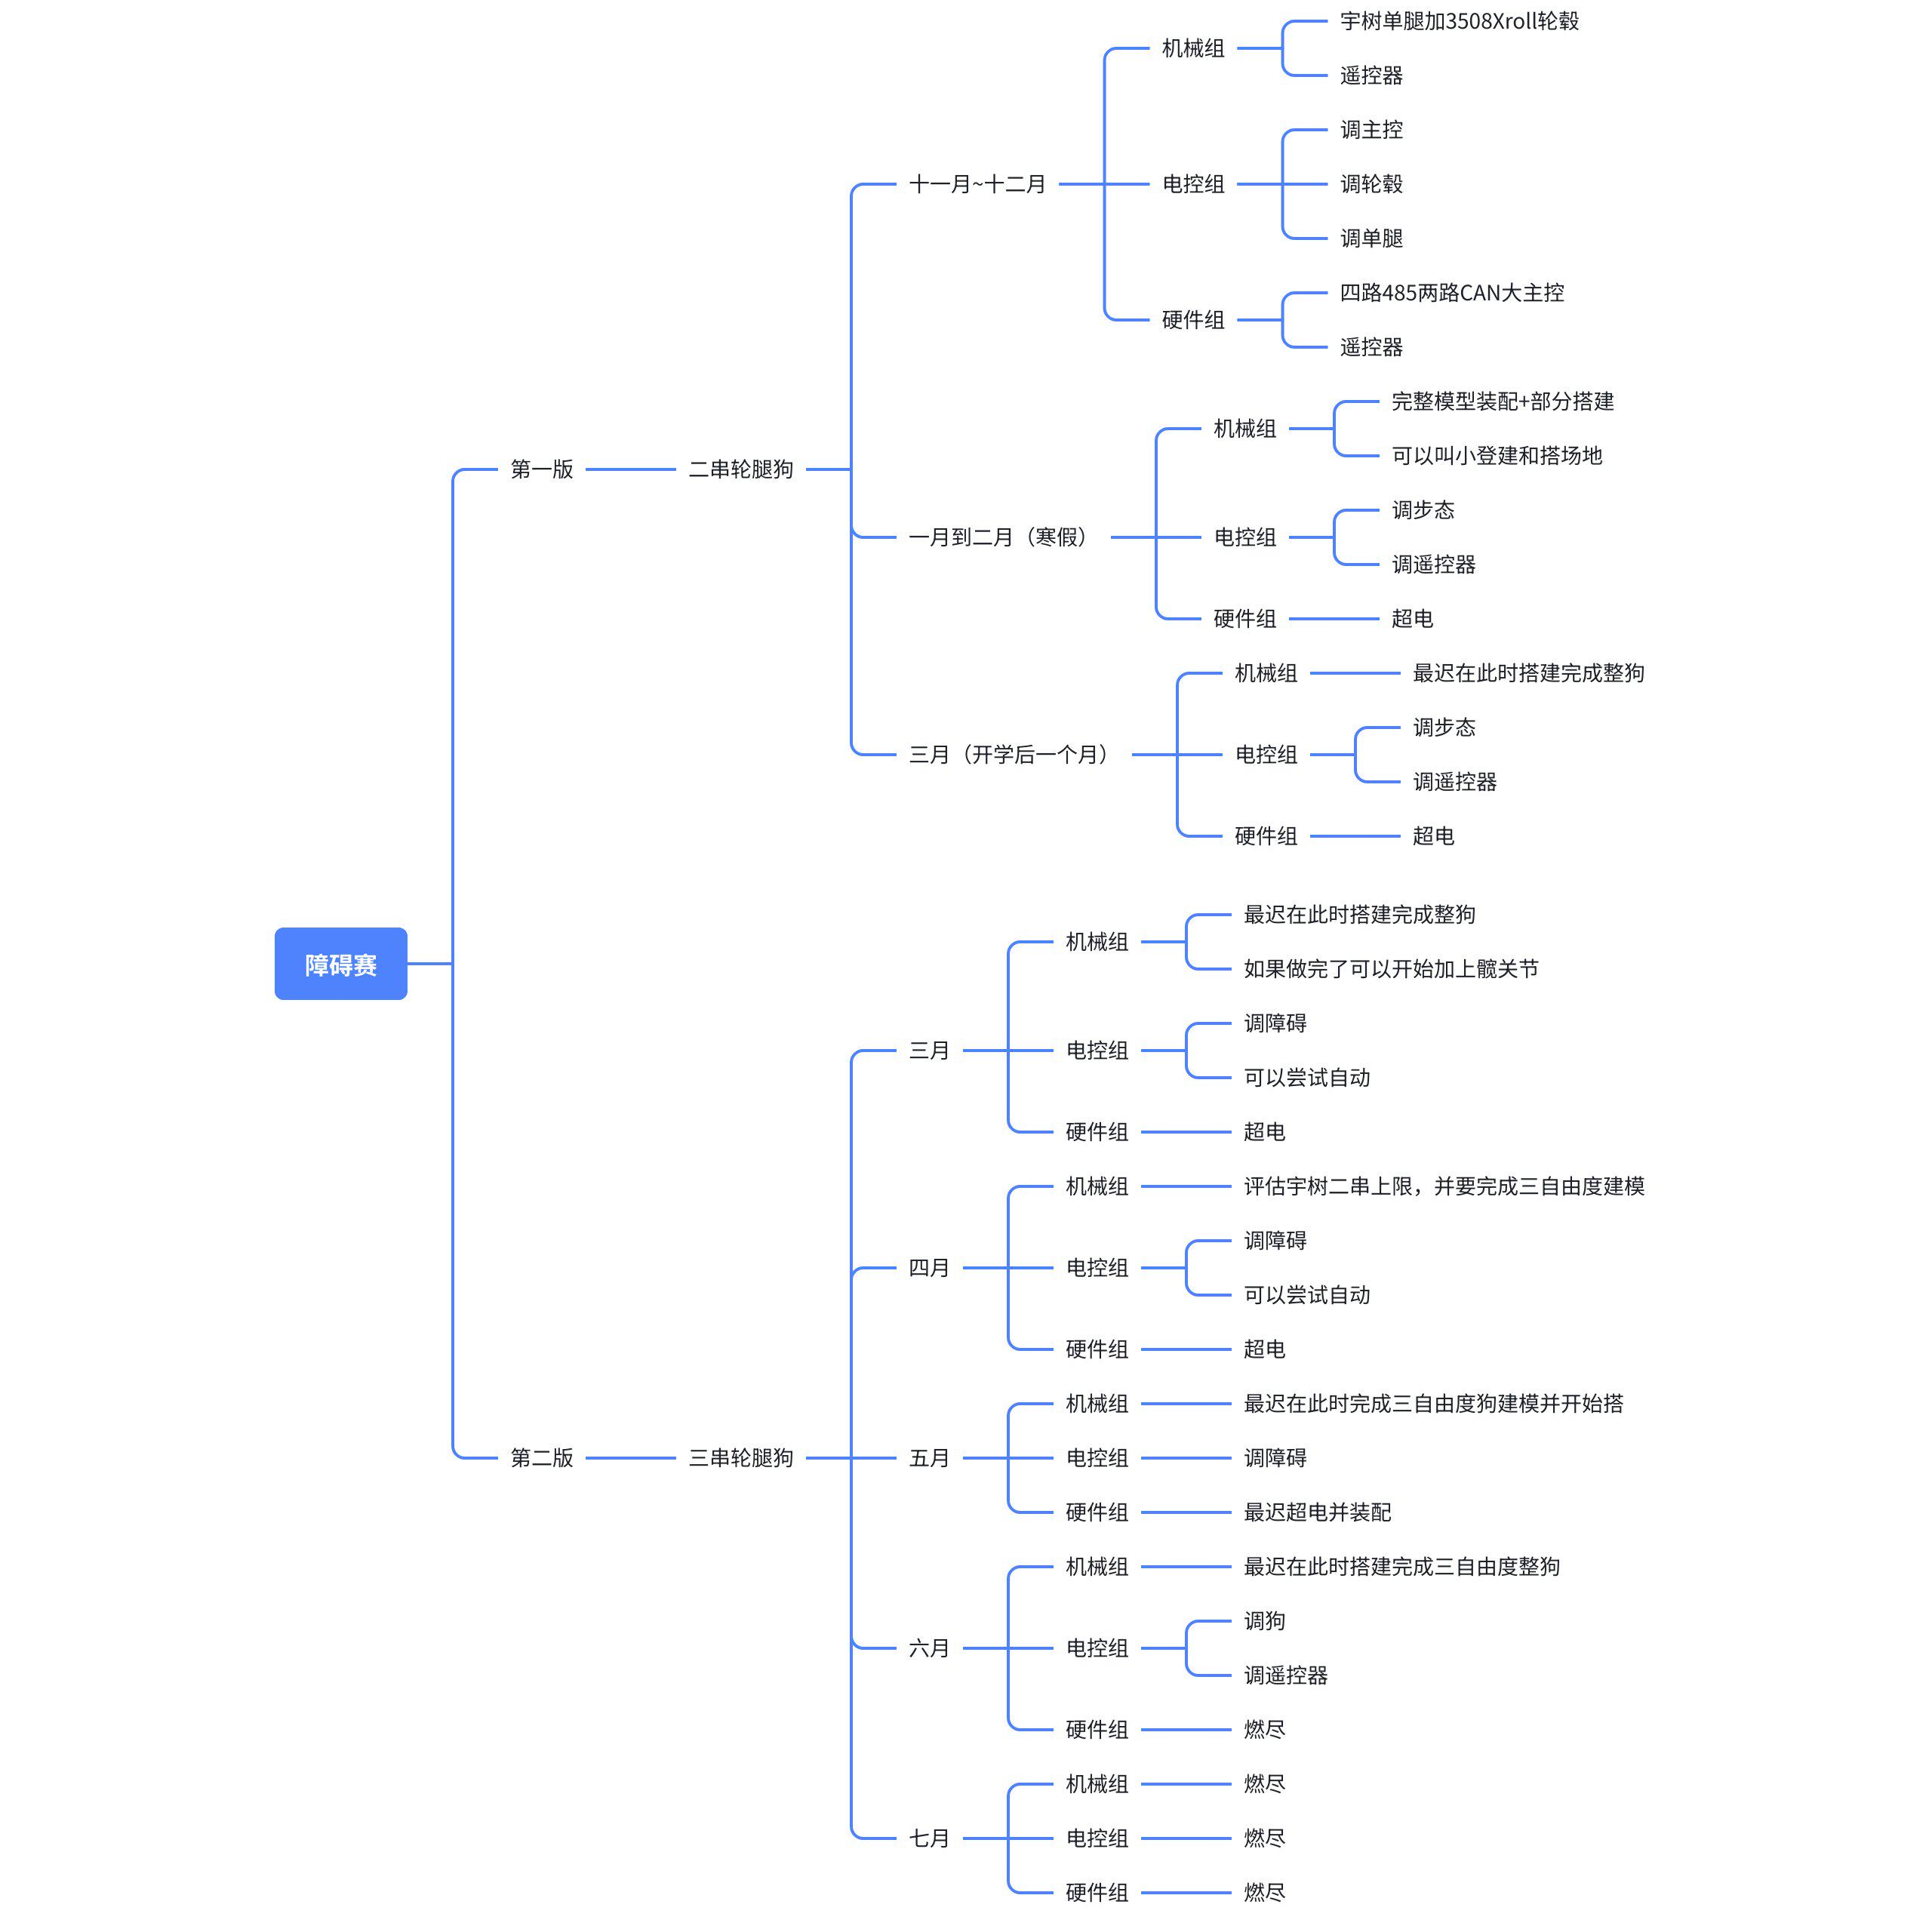 障碍赛
第一版
二串轮腿狗
十一月~十二月
机械组
宇树单腿加3508Xroll轮毂
遥控器
电控组
调主控
调轮毂
调单腿
硬件组
四路485两路CAN大主控
遥控器
一月到二月（寒假）
机械组
完整模型装配+部分搭建
可以叫小登建和搭场地
电控组
调步态
调遥控器
硬件组
超电
三月（开学后一个月）
机械组
最迟在此时搭建完成整狗
电控组
调步态
调遥控器
硬件组
超电
第二版
三串轮腿狗
三月
机械组
最迟在此时搭建完成整狗
如果做完了可以开始加上髋关节
电控组
调障碍
可以尝试自动
硬件组
超电
四月
机械组
评估宇树二串上限，并要完成三自由度建模
电控组
调障碍
可以尝试自动
硬件组
超电
五月
机械组
最迟在此时完成三自由度狗建模并开始搭
电控组
调障碍
硬件组
最迟超电并装配
六月
机械组
最迟在此时搭建完成三自由度整狗
电控组
调狗
调遥控器
硬件组
燃尽
七月
机械组
燃尽
电控组
燃尽
硬件组
燃尽